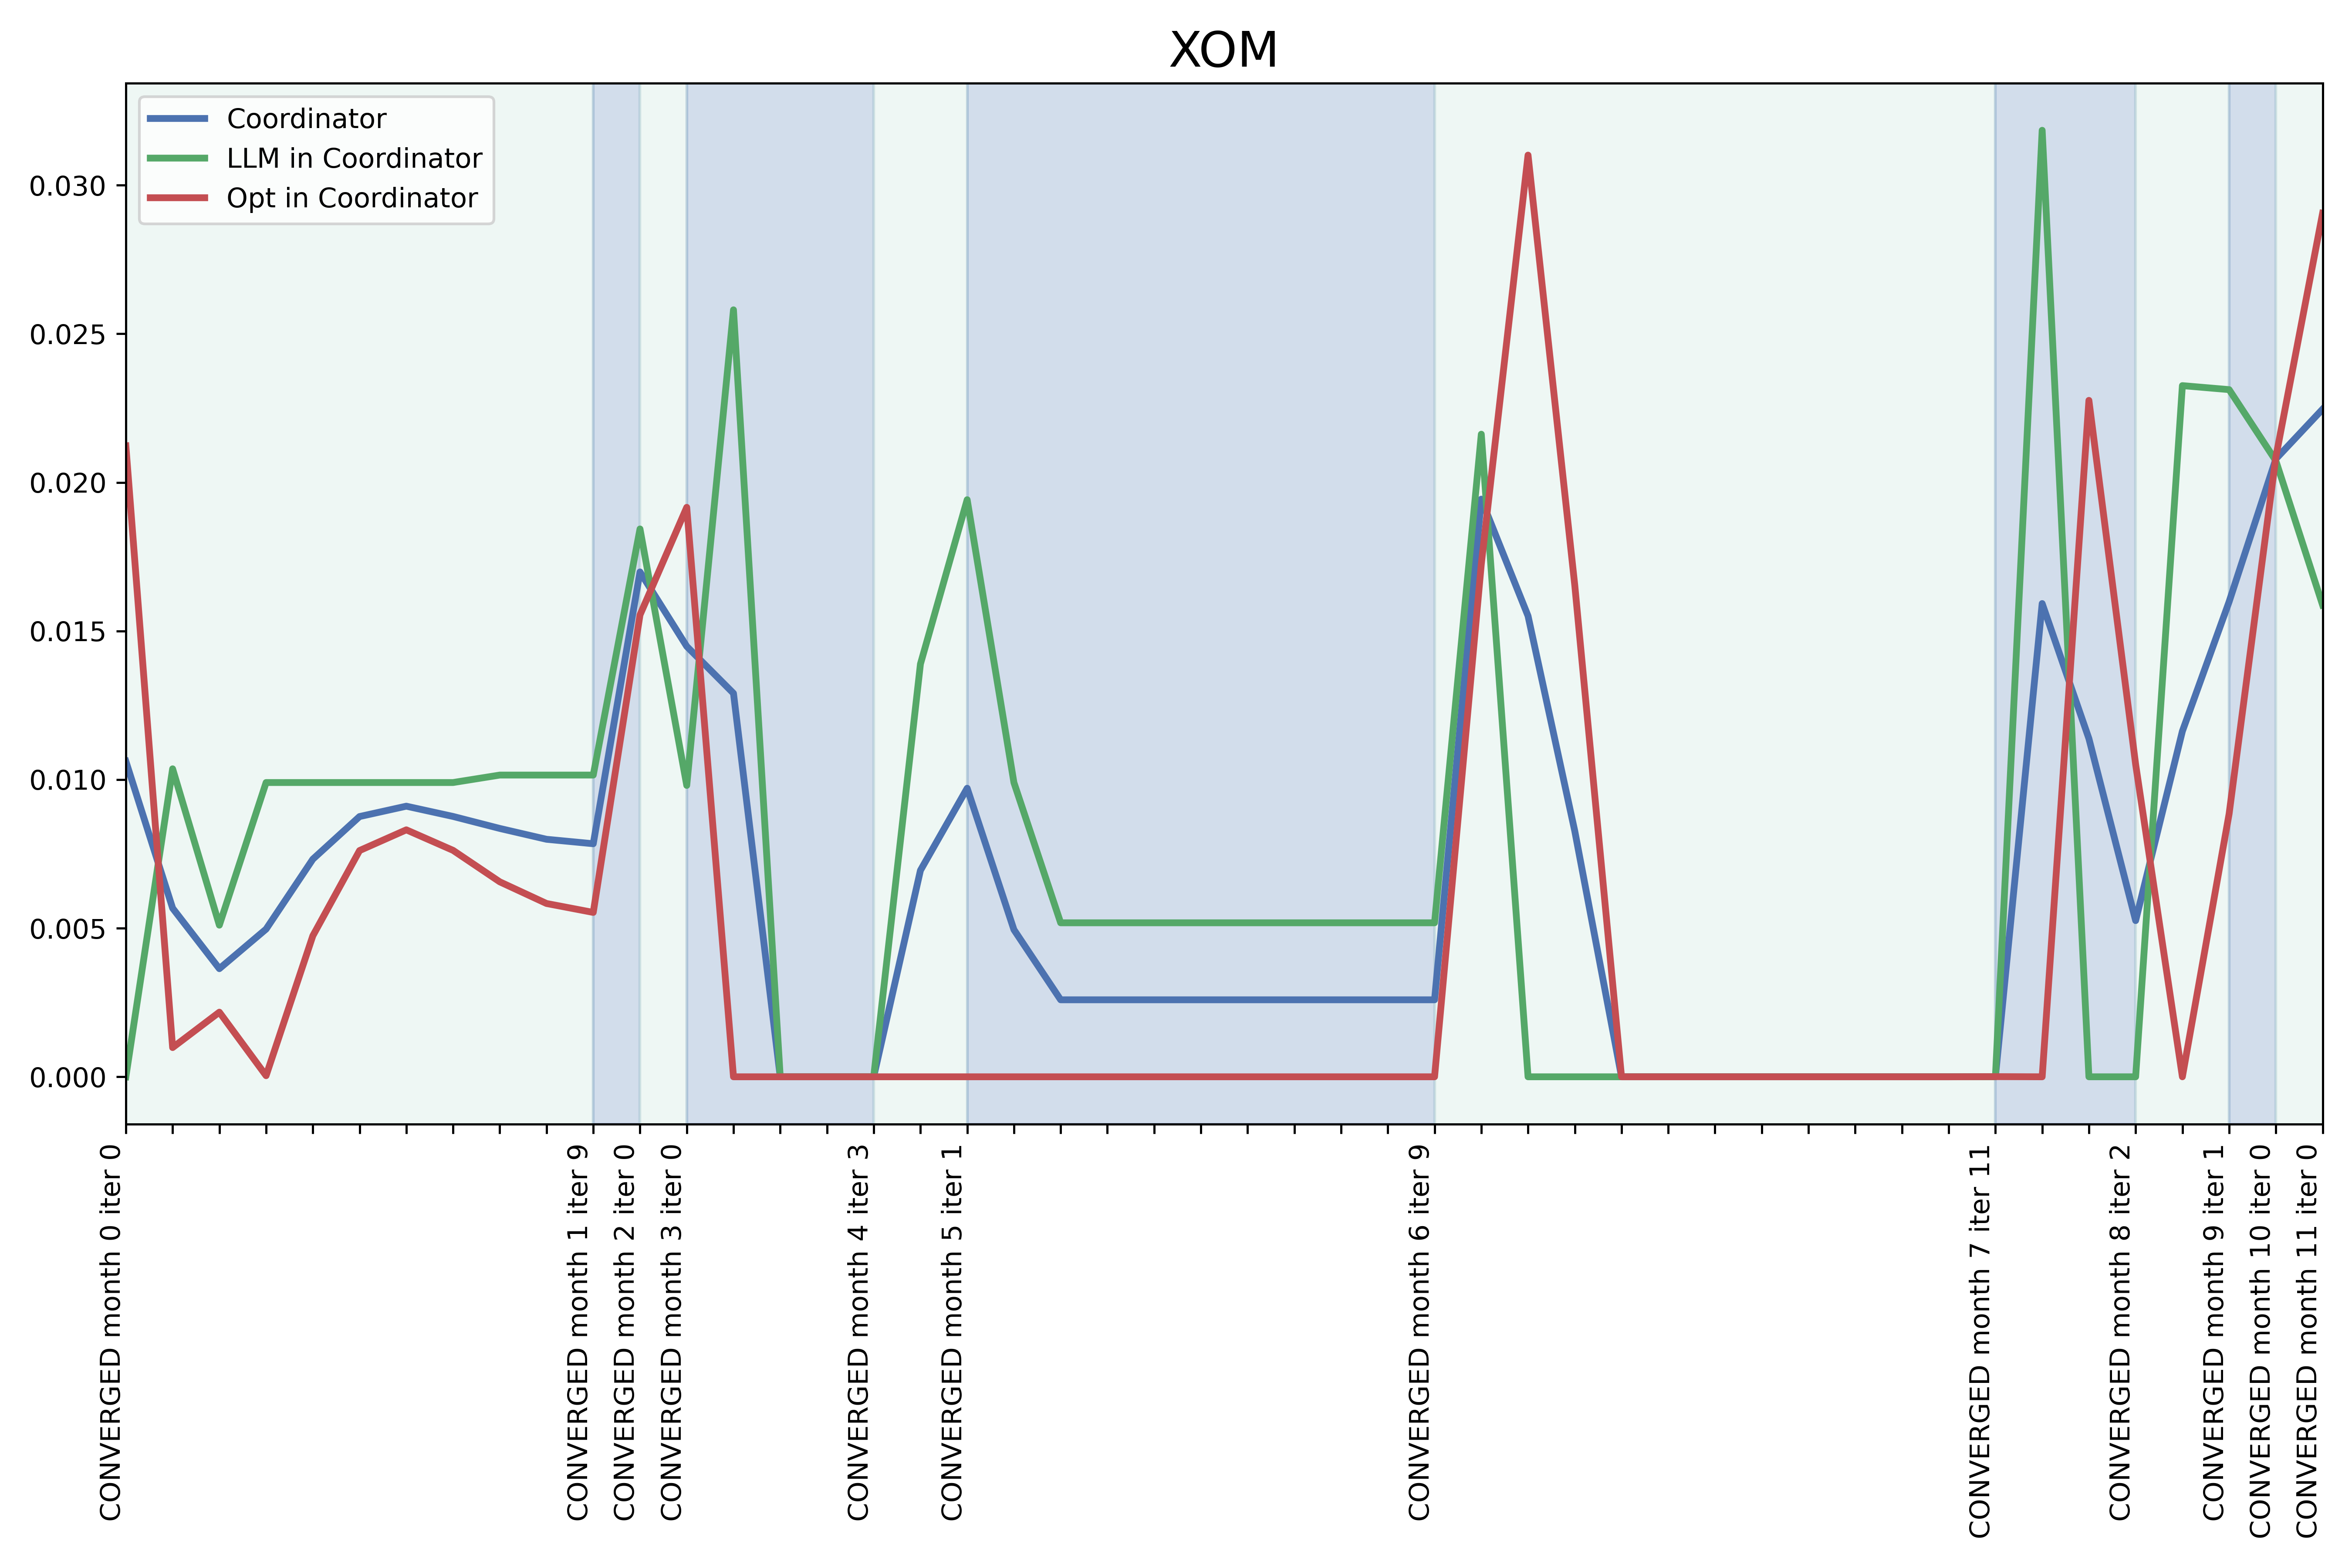 XOM
Coordinator
LLM in Coordinator
Opt in Coordinator
0.030
0.025
0.020
0.015
0.010
0.005
0.000
CONVERGED month 0 iter 0
CONVERGED month 1 iter 9
CONVERGED month 2 iter 0
CONVERGED month 3 iter 0
CONVERGED month 4 iter 3
CONVERGED month 5 iter 1
CONVERGED month 6 iter 9
CONVERGED month 7 iter 11
CONVERGED month 8 iter 2
CONVERGED month 9 iter 1
CONVERGED month 10 iter 0
CONVERGED month 11 iter 0